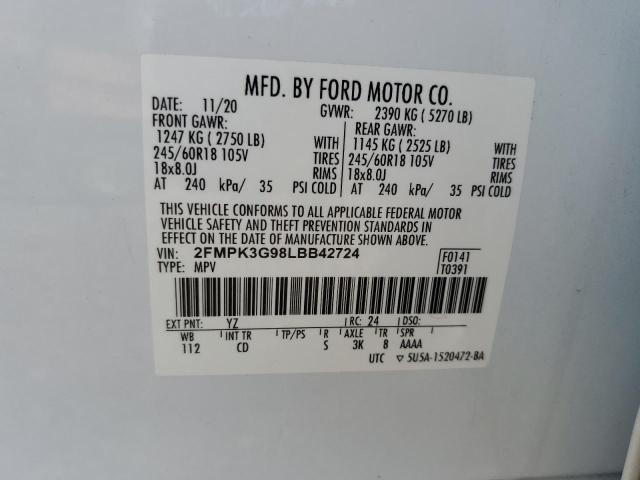 MFD. BY FORD MOTOR CO.
DATE: 11/20 GVWR: 2390 KG ( 5270 LB)
FRONT GAWR: REAR GAWR:
1247 KG ( 2750 LB) 1145 KG ( 2525 LB)
245/60R18 105V TIRES 245/60R18 105V TIRES
18x8.0J RIMS 18x8.0J RIMS
AT 240 kPa/ 35 PSI COLD AT 240 kPa/ 35 PSI COLD
THIS VEHICLE CONFORMS TO ALL APPLICABLE FEDERAL MOTOR
VEHICLE SAFETY AND THEFT PREVENTION STANDARDS IN
EFFECT ON THE DATE OF MANUFACTURE SHOWN ABOVE.
VIN: 2FMPK3G98LBB42724 F0141
TYPE: MPV T0391
EXT PNT: YZ RC: 24 DSO:
WB INT TR TP/PS R AXLE TR SPR
112 CD S 3K 8 AAAA
UTC ▽ 5U5A-1520472-BA